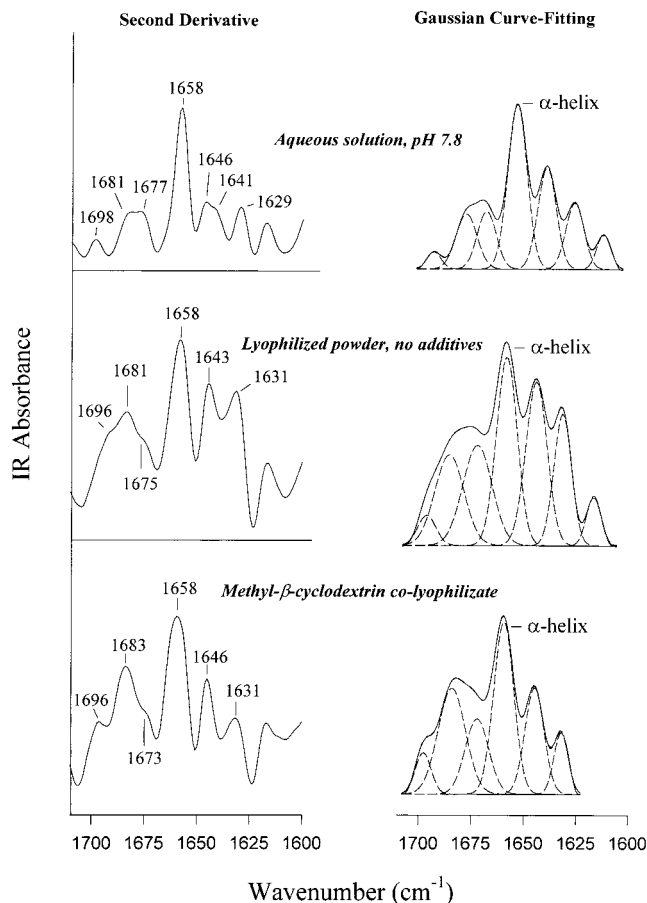 Second Derivative
Gaussian Curve-Fitting
1658
α-helix
Aqueous solution, pH 7.8
1646
1681
1677
1641
1629
1698
1658
Lyophilized powder, no additives
α-helix
1681
1643
1631
1696
1675
IR Absorbance
Methyl-β-cyclodextrin co-lyophilizate
1658
α-helix
1683
1646
1696
1631
1673
1700 1675 1650 1625 1600
1700 1675 1650 1625 1600
Wavenumber (cm-1)